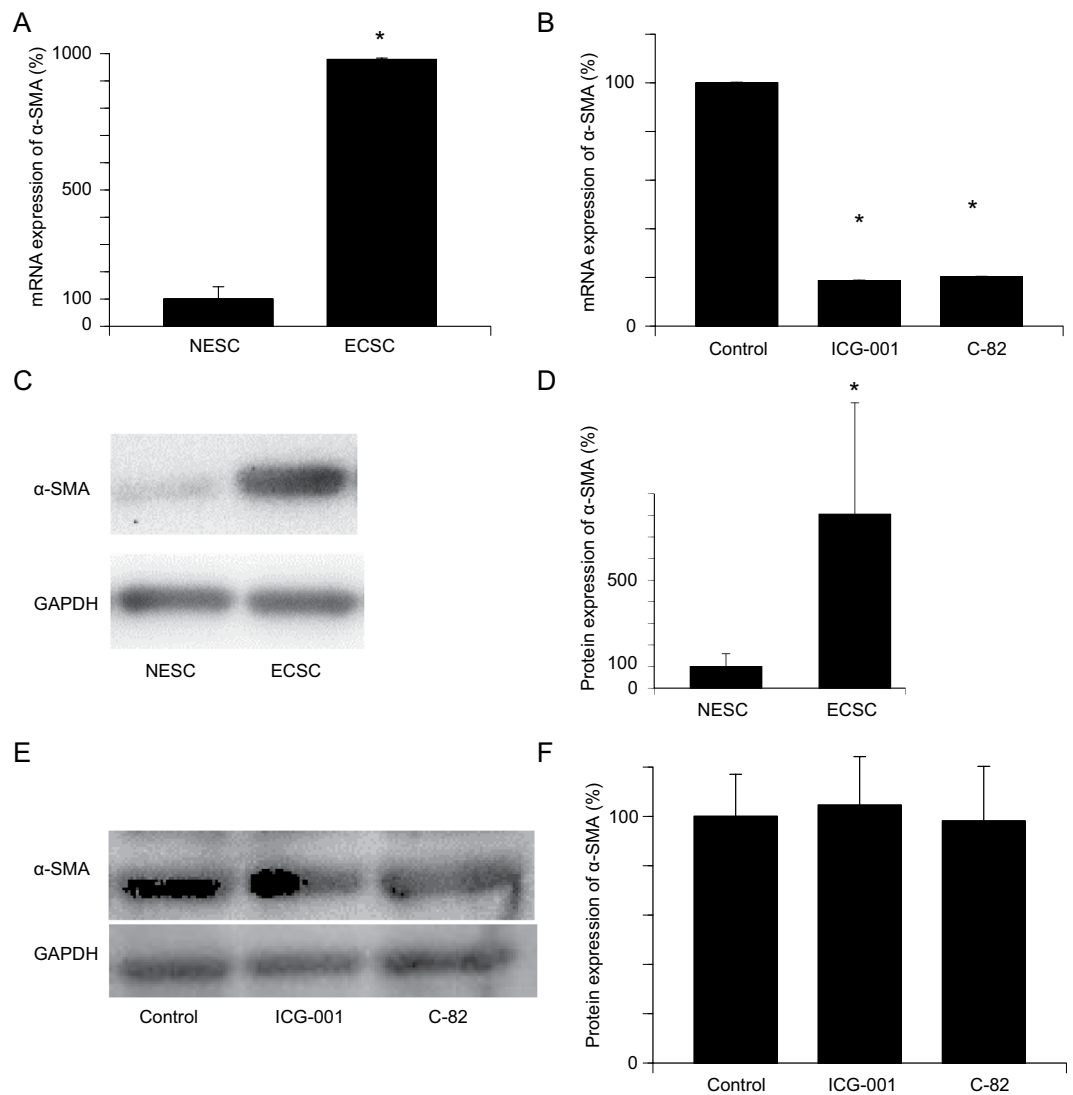 A
mRNA expression of α-SMA (%)
1000
500
100
0
*
NESC
ECSC
B
mRNA expression of α-SMA (%)
100
0
*
*
Control
ICG-001
C-82
C
α-SMA
GAPDH
NESC
ECSC
D
Protein expression of α-SMA (%)
500
100
0
*
NESC
ECSC
E
α-SMA
GAPDH
Control
ICG-001
C-82
F
Protein expression of α-SMA (%)
100
0
Control
ICG-001
C-82